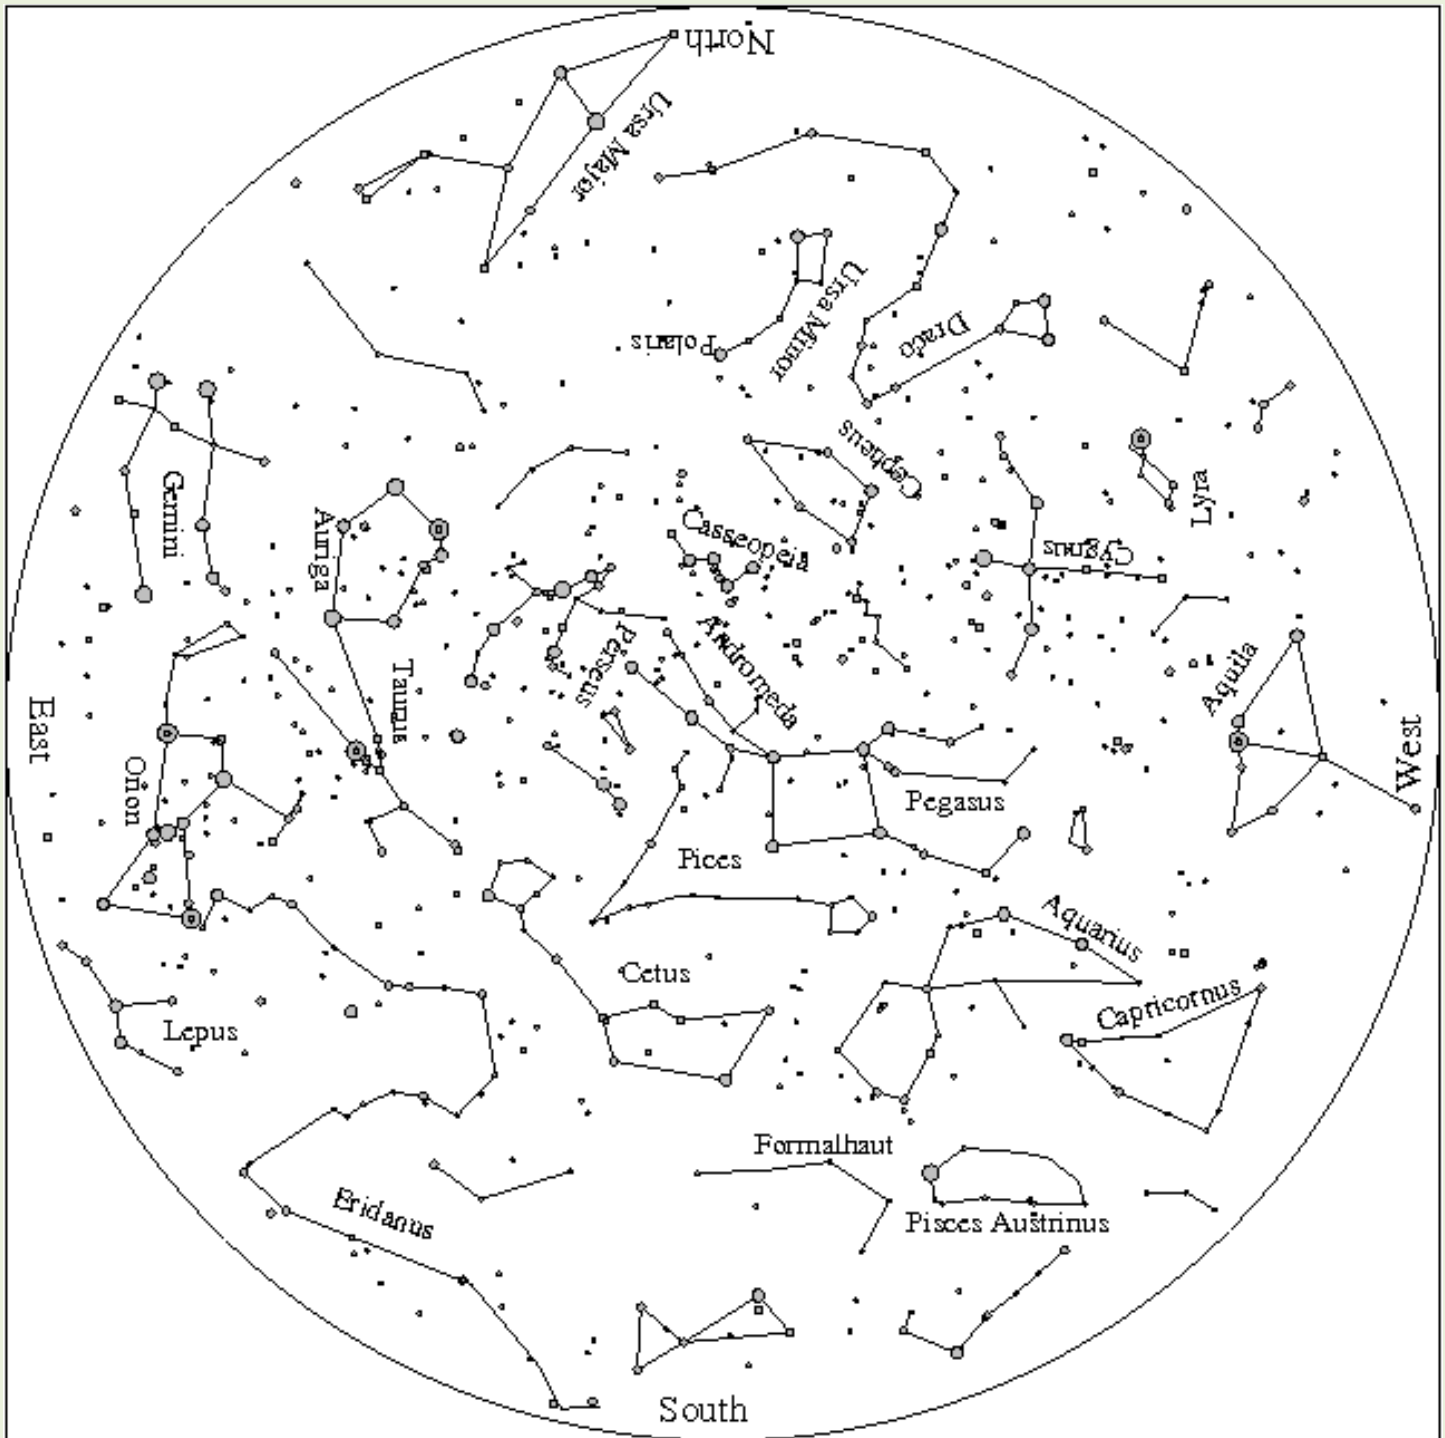 North
Ursa Major
Ursa Minor
Polaris
Draco
Cepheus
Casseopeia
Lyra
Cygnus
Gemini
Auriga
Perseus
Andromeda
Taurus
Aquila
East
West
Orion
Pegasus
Pices
Aquarius
Cetus
Capricornus
Lepus
Formalhaut
Eridanus
Pisces Austrinus
South